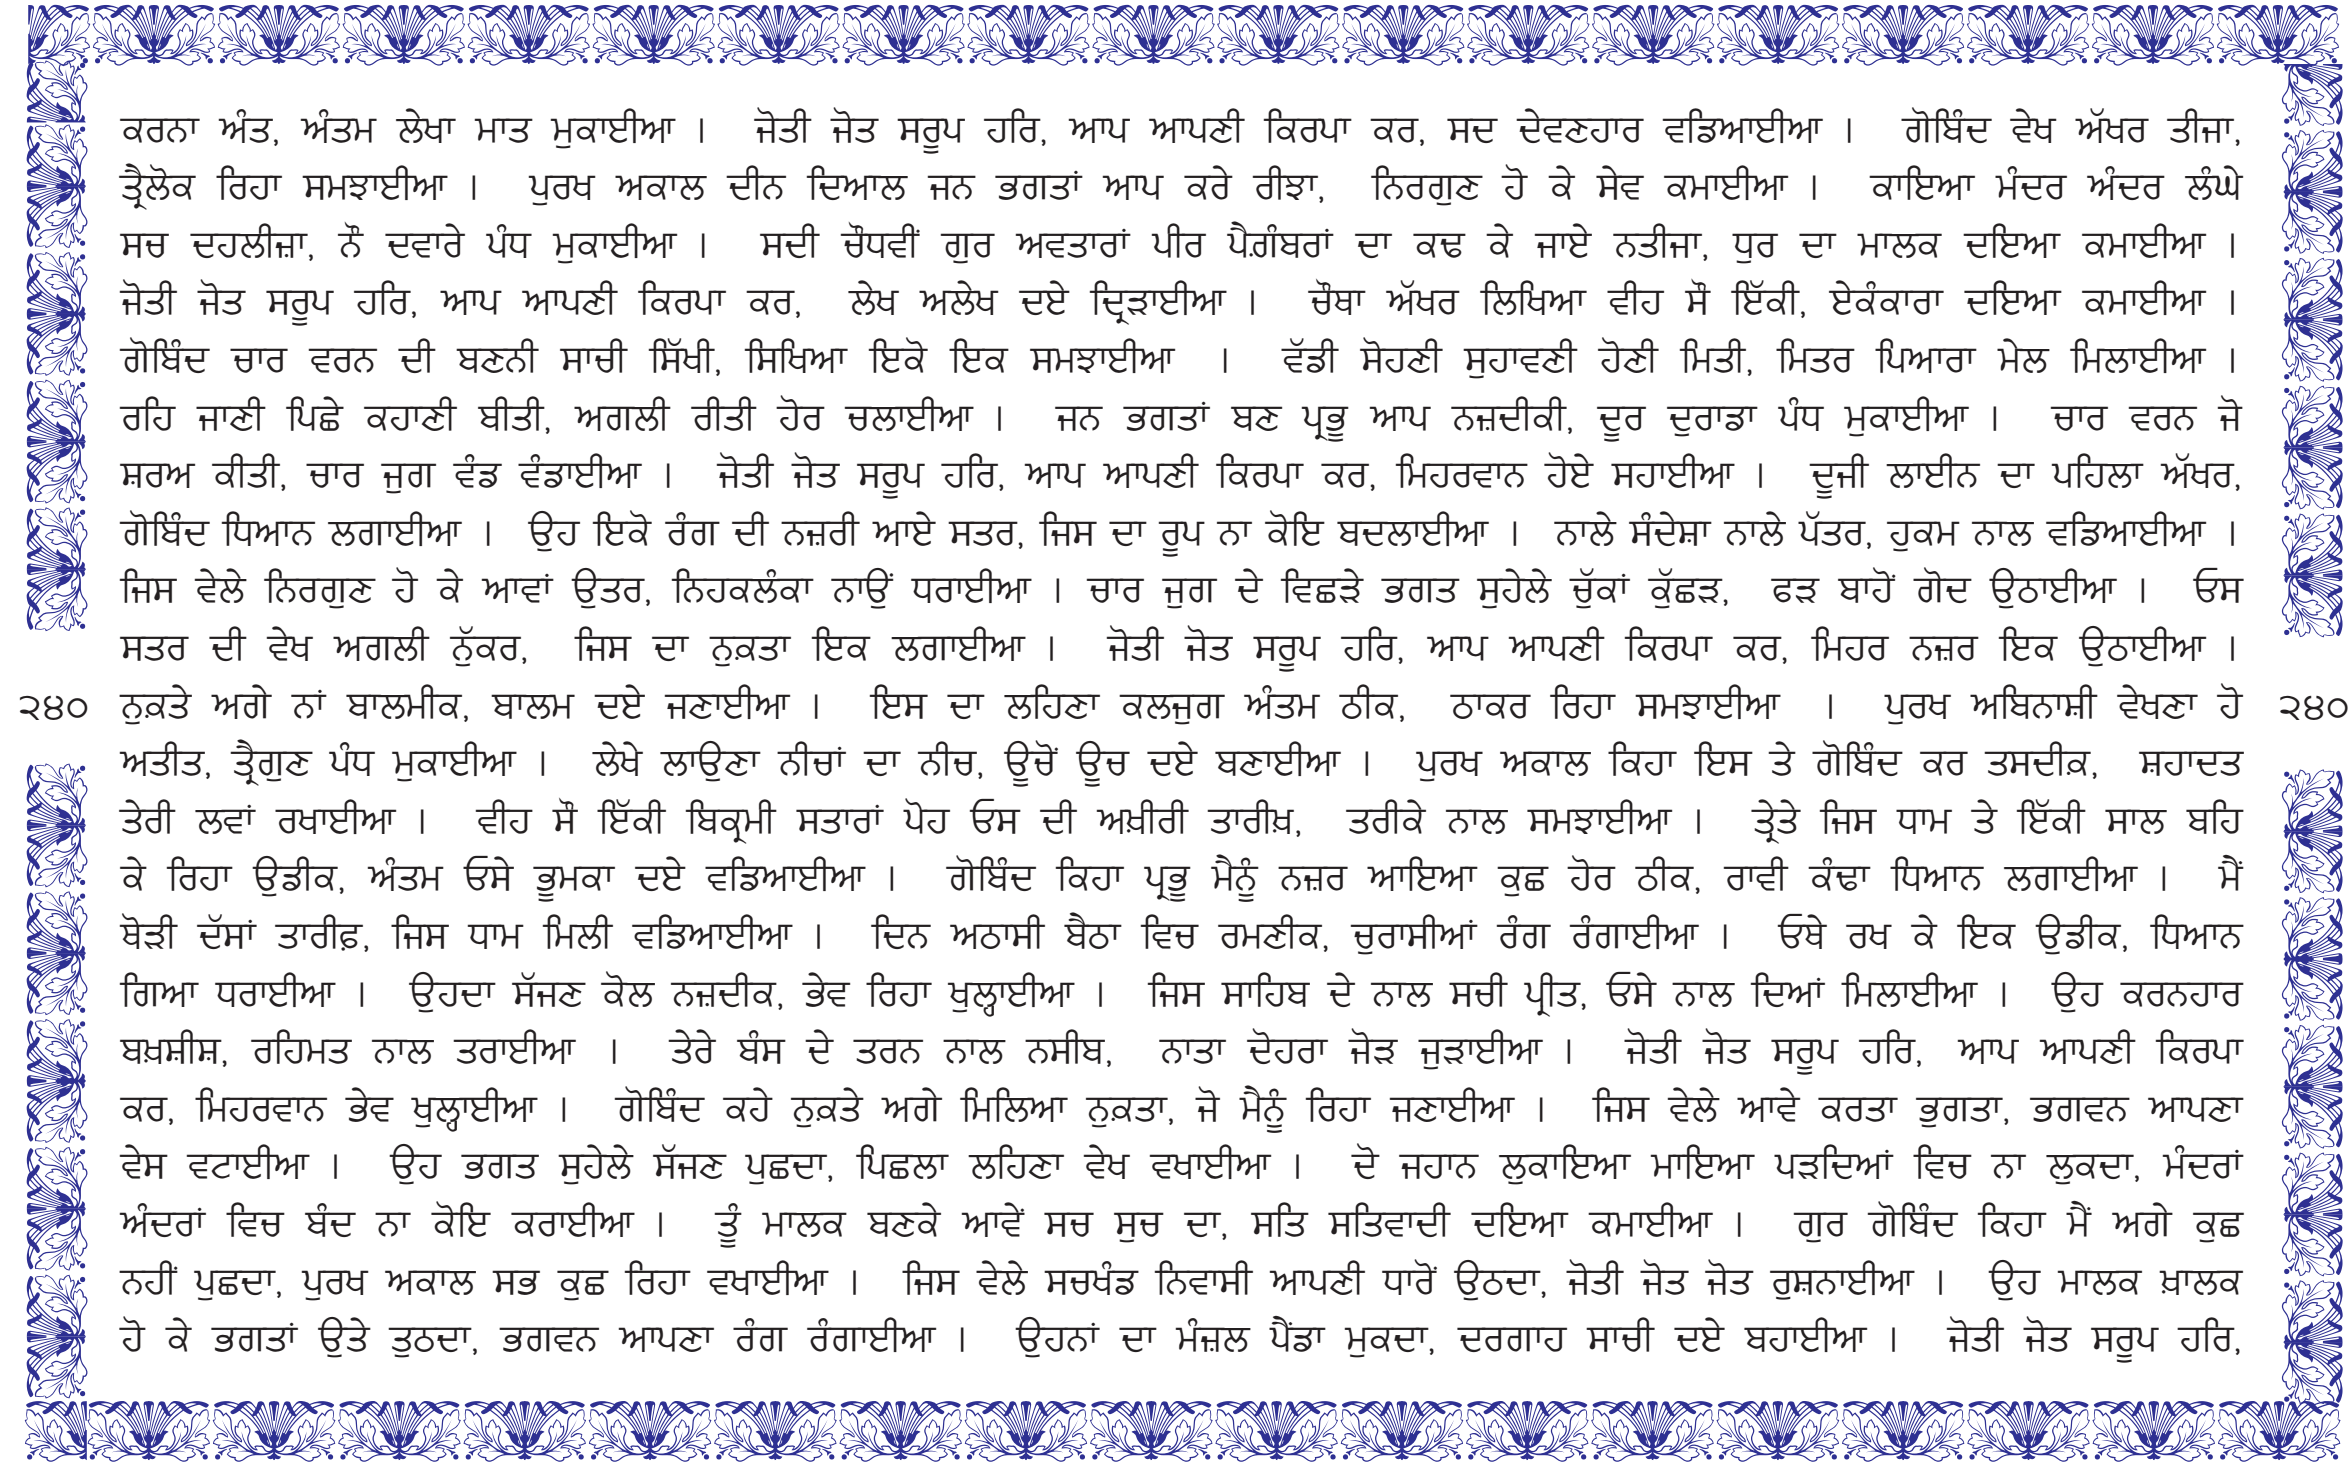 ਕਰਨਾ ਅੰਤ, ਅੰਤਮ ਲੇਖਾ ਮਾਤ ਮੁਕਾਈਆ । ਜੋਤੀ ਜੋਤ ਸਰੂਪ ਹਰਿ, ਆਪ ਆਪਣੀ ਕਿਰਪਾ ਕਰ, ਸਦ ਦੇਵਣਹਾਰ ਵਡਿਆਈਆ । ਗੋਬਿੰਦ ਵੇਖ ਅੱਖਰ ਤੀਜਾ,
ਤ੍ਰੈਲੋਕ ਰਿਹਾ ਸਮਝਾਈਆ । ਪੁਰਖ ਅਕਾਲ ਦੀਨ ਦਿਆਲ ਜਨ ਭਗਤਾਂ ਆਪ ਕਰੇ ਰੀਝਾ, ਨਿਰਗੁਣ ਹੋ ਕੇ ਸੇਵ ਕਮਾਈਆ । ਕਾਇਆ ਮੰਦਰ ਅੰਦਰ ਲੰਘੇ
ਸਚ ਦਹਲੀਜ਼ਾ, ਨੌ ਦਵਾਰੇ ਪੰਧ ਮੁਕਾਈਆ । ਸਦੀ ਚੌਧਵੀਂ ਗੁਰ ਅਵਤਾਰਾਂ ਪੀਰ ਪੈਗ਼ੰਬਰਾਂ ਦਾ ਕਢ ਕੇ ਜਾਏ ਨਤੀਜਾ, ਧੁਰ ਦਾ ਮਾਲਕ ਦਇਆ ਕਮਾਈਆ ।
ਜੋਤੀ ਜੋਤ ਸਰੂਪ ਹਰਿ, ਆਪ ਆਪਣੀ ਕਿਰਪਾ ਕਰ, ਲੇਖ ਅਲੇਖ ਦਏ ਦ੍ਰਿੜਾਈਆ । ਚੌਥਾ ਅੱਖਰ ਲਿਖਿਆ ਵੀਹ ਸੌ ਇੱਕੀ, ਏਕੰਕਾਰਾ ਦਇਆ ਕਮਾਈਆ ।
ਗੋਬਿੰਦ ਚਾਰ ਵਰਨ ਦੀ ਬਣਨੀ ਸਾਚੀ ਸਿੱਖੀ, ਸਿਖਿਆ ਇਕੋ ਇਕ ਸਮਝਾਈਆ । ਵੱਡੀ ਸੋਹਣੀ ਸੁਹਾਵਣੀ ਹੋਣੀ ਮਿਤੀ, ਮਿਤਰ ਪਿਆਰਾ ਮੇਲ ਮਿਲਾਈਆ ।
ਰਹਿ ਜਾਣੀ ਪਿਛੇ ਕਹਾਣੀ ਬੀਤੀ, ਅਗਲੀ ਰੀਤੀ ਹੋਰ ਚਲਾਈਆ । ਜਨ ਭਗਤਾਂ ਬਣ ਪ੍ਰਭੂ ਆਪ ਨਜ਼ਦੀਕੀ, ਦੂਰ ਦੁਰਾਡਾ ਪੰਧ ਮੁਕਾਈਆ । ਚਾਰ ਵਰਨ ਜੋ
ਸ਼ਰਅ ਕੀਤੀ, ਚਾਰ ਜੁਗ ਵੰਡ ਵੰਡਾਈਆ । ਜੋਤੀ ਜੋਤ ਸਰੂਪ ਹਰਿ, ਆਪ ਆਪਣੀ ਕਿਰਪਾ ਕਰ, ਮਿਹਰਵਾਨ ਹੋਏ ਸਹਾਈਆ । ਦੂਜੀ ਲਾਈਨ ਦਾ ਪਹਿਲਾ ਅੱਖਰ,
ਗੋਬਿੰਦ ਧਿਆਨ ਲਗਾਈਆ । ਉਹ ਇਕੋ ਰੰਗ ਦੀ ਨਜ਼ਰੀ ਆਏ ਸਤਰ, ਜਿਸ ਦਾ ਰੂਪ ਨਾ ਕੋਇ ਬਦਲਾਈਆ । ਨਾਲੇ ਸੰਦੇਸ਼ਾ ਨਾਲੇ ਪੱਤਰ, ਹੁਕਮ ਨਾਲ ਵਡਿਆਈਆ ।
ਜਿਸ ਵੇਲੇ ਨਿਰਗੁਣ ਹੋ ਕੇ ਆਵਾਂ ਉਤਰ, ਨਿਹਕਲੰਕਾ ਨਾਉਂ ਧਰਾਈਆ । ਚਾਰ ਜੁਗ ਦੇ ਵਿਛੜੇ ਭਗਤ ਸੁਹੇਲੇ ਚੁੱਕਾਂ ਕੁੱਛੜ, ਫੜ ਬਾਹੋਂ ਗੋਦ ਉਠਾਈਆ । ਓਸ
ਸਤਰ ਦੀ ਵੇਖ ਅਗਲੀ ਨੁੱਕਰ, ਜਿਸ ਦਾ ਨੁਕ਼ਤਾ ਇਕ ਲਗਾਈਆ । ਜੋਤੀ ਜੋਤ ਸਰੂਪ ਹਰਿ, ਆਪ ਆਪਣੀ ਕਿਰਪਾ ਕਰ, ਮਿਹਰ ਨਜ਼ਰ ਇਕ ਉਠਾਈਆ ।
੨੪੦ ਨੁਕ਼ਤੇ ਅਗੇ ਨਾਂ ਬਾਲਮੀਕ, ਬਾਲਮ ਦਏ ਜਣਾਈਆ । ਇਸ ਦਾ ਲਹਿਣਾ ਕਲਜੁਗ ਅੰਤਮ ਠੀਕ, ਠਾਕਰ ਰਿਹਾ ਸਮਝਾਈਆ । ਪੁਰਖ ਅਬਿਨਾਸ਼ੀ ਵੇਖਣਾ ਹੋ ੨੪੦
ਅਤੀਤ, ਤ੍ਰੈਗੁਣ ਪੰਧ ਮੁਕਾਈਆ । ਲੇਖੇ ਲਾਉਣਾ ਨੀਚਾਂ ਦਾ ਨੀਚ, ਊਚੋਂ ਊਚ ਦਏ ਬਣਾਈਆ । ਪੁਰਖ ਅਕਾਲ ਕਿਹਾ ਇਸ ਤੇ ਗੋਬਿੰਦ ਕਰ ਤਸਦੀਕ਼, ਸ਼ਹਾਦਤ
ਤੇਰੀ ਲਵਾਂ ਰਖਾਈਆ । ਵੀਹ ਸੌ ਇੱਕੀ ਬਿਕ੍ਰਮੀ ਸਤਾਰਾਂ ਪੋਹ ਓਸ ਦੀ ਅਖ਼ੀਰੀ ਤਾਰੀਖ਼, ਤਰੀਕੇ ਨਾਲ ਸਮਝਾਈਆ । ਤ੍ਰੇਤੇ ਜਿਸ ਧਾਮ ਤੇ ਇੱਕੀ ਸਾਲ ਬਹਿ
ਕੇ ਰਿਹਾ ਉਡੀਕ, ਅੰਤਮ ਓਸੇ ਭੂਮਕਾ ਦਏ ਵਡਿਆਈਆ । ਗੋਬਿੰਦ ਕਿਹਾ ਪ੍ਰਭੂ ਮੈਨੂੰ ਨਜ਼ਰ ਆਇਆ ਕੁਛ ਹੋਰ ਠੀਕ, ਰਾਵੀ ਕੰਢਾ ਧਿਆਨ ਲਗਾਈਆ । ਮੈਂ
ਥੋੜੀ ਦੱਸਾਂ ਤਾਰੀਫ਼, ਜਿਸ ਧਾਮ ਮਿਲੀ ਵਡਿਆਈਆ । ਦਿਨ ਅਠਾਸੀ ਬੈਠਾ ਵਿਚ ਰਮਣੀਕ, ਚੁਰਾਸੀਆਂ ਰੰਗ ਰੰਗਾਈਆ । ਓਥੇ ਰਖ ਕੇ ਇਕ ਉਡੀਕ, ਧਿਆਨ
ਗਿਆ ਧਰਾਈਆ । ਉਹਦਾ ਸੱਜਣ ਕੋਲ ਨਜ਼ਦੀਕ, ਭੇਵ ਰਿਹਾ ਖੁਲ੍ਹਾਈਆ । ਜਿਸ ਸਾਹਿਬ ਦੇ ਨਾਲ ਸਚੀ ਪ੍ਰੀਤ, ਓਸੇ ਨਾਲ ਦਿਆਂ ਮਿਲਾਈਆ । ਉਹ ਕਰਨਹਾਰ
ਬਖ਼ਸ਼ੀਸ਼, ਰਹਿਮਤ ਨਾਲ ਤਰਾਈਆ । ਤੇਰੇ ਬੰਸ ਦੇ ਤਰਨ ਨਾਲ ਨਸੀਬ, ਨਾਤਾ ਦੋਹਰਾ ਜੋੜ ਜੁੜਾਈਆ । ਜੋਤੀ ਜੋਤ ਸਰੂਪ ਹਰਿ, ਆਪ ਆਪਣੀ ਕਿਰਪਾ
ਕਰ, ਮਿਹਰਵਾਨ ਭੇਵ ਖੁਲ੍ਹਾਈਆ । ਗੋਬਿੰਦ ਕਹੇ ਨੁਕ਼ਤੇ ਅਗੇ ਮਿਲਿਆ ਨੁਕ਼ਤਾ, ਜੋ ਮੈਨੂੰ ਰਿਹਾ ਜਣਾਈਆ । ਜਿਸ ਵੇਲੇ ਆਵੇ ਕਰਤਾ ਭੁਗਤਾ, ਭਗਵਨ ਆਪਣਾ
ਵੇਸ ਵਟਾਈਆ । ਉਹ ਭਗਤ ਸੁਹੇਲੇ ਸੱਜਣ ਪੁਛਦਾ, ਪਿਛਲਾ ਲਹਿਣਾ ਵੇਖ ਵਖਾਈਆ । ਦੋ ਜਹਾਨ ਲੁਕਾਇਆ ਮਾਇਆ ਪੜਦਿਆਂ ਵਿਚ ਨਾ ਲੁਕਦਾ, ਮੰਦਰਾਂ
ਅੰਦਰਾਂ ਵਿਚ ਬੰਦ ਨਾ ਕੋਇ ਕਰਾਈਆ । ਤੂੰ ਮਾਲਕ ਬਣਕੇ ਆਵੇਂ ਸਚ ਸੁਚ ਦਾ, ਸਤਿ ਸਤਿਵਾਦੀ ਦਇਆ ਕਮਾਈਆ । ਗੁਰ ਗੋਬਿੰਦ ਕਿਹਾ ਮੈਂ ਅਗੇ ਕੁਛ
ਨਹੀਂ ਪੁਛਦਾ, ਪੁਰਖ ਅਕਾਲ ਸਭ ਕੁਛ ਰਿਹਾ ਵਖਾਈਆ । ਜਿਸ ਵੇਲੇ ਸਚਖੰਡ ਨਿਵਾਸੀ ਆਪਣੀ ਧਾਰੋਂ ਉਠਦਾ, ਜੋਤੀ ਜੋਤ ਜੋਤ ਰੁਸ਼ਨਾਈਆ । ਉਹ ਮਾਲਕ ਖ਼ਾਲਕ
ਹੋ ਕੇ ਭਗਤਾਂ ਉਤੇ ਤੁਠਦਾ, ਭਗਵਨ ਆਪਣਾ ਰੰਗ ਰੰਗਾਈਆ । ਉਹਨਾਂ ਦਾ ਮੰਜ਼ਲ ਪੈਂਡਾ ਮੁਕਦਾ, ਦਰਗਾਹ ਸਾਚੀ ਦਏ ਬਹਾਈਆ । ਜੋਤੀ ਜੋਤ ਸਰੂਪ ਹਰਿ,